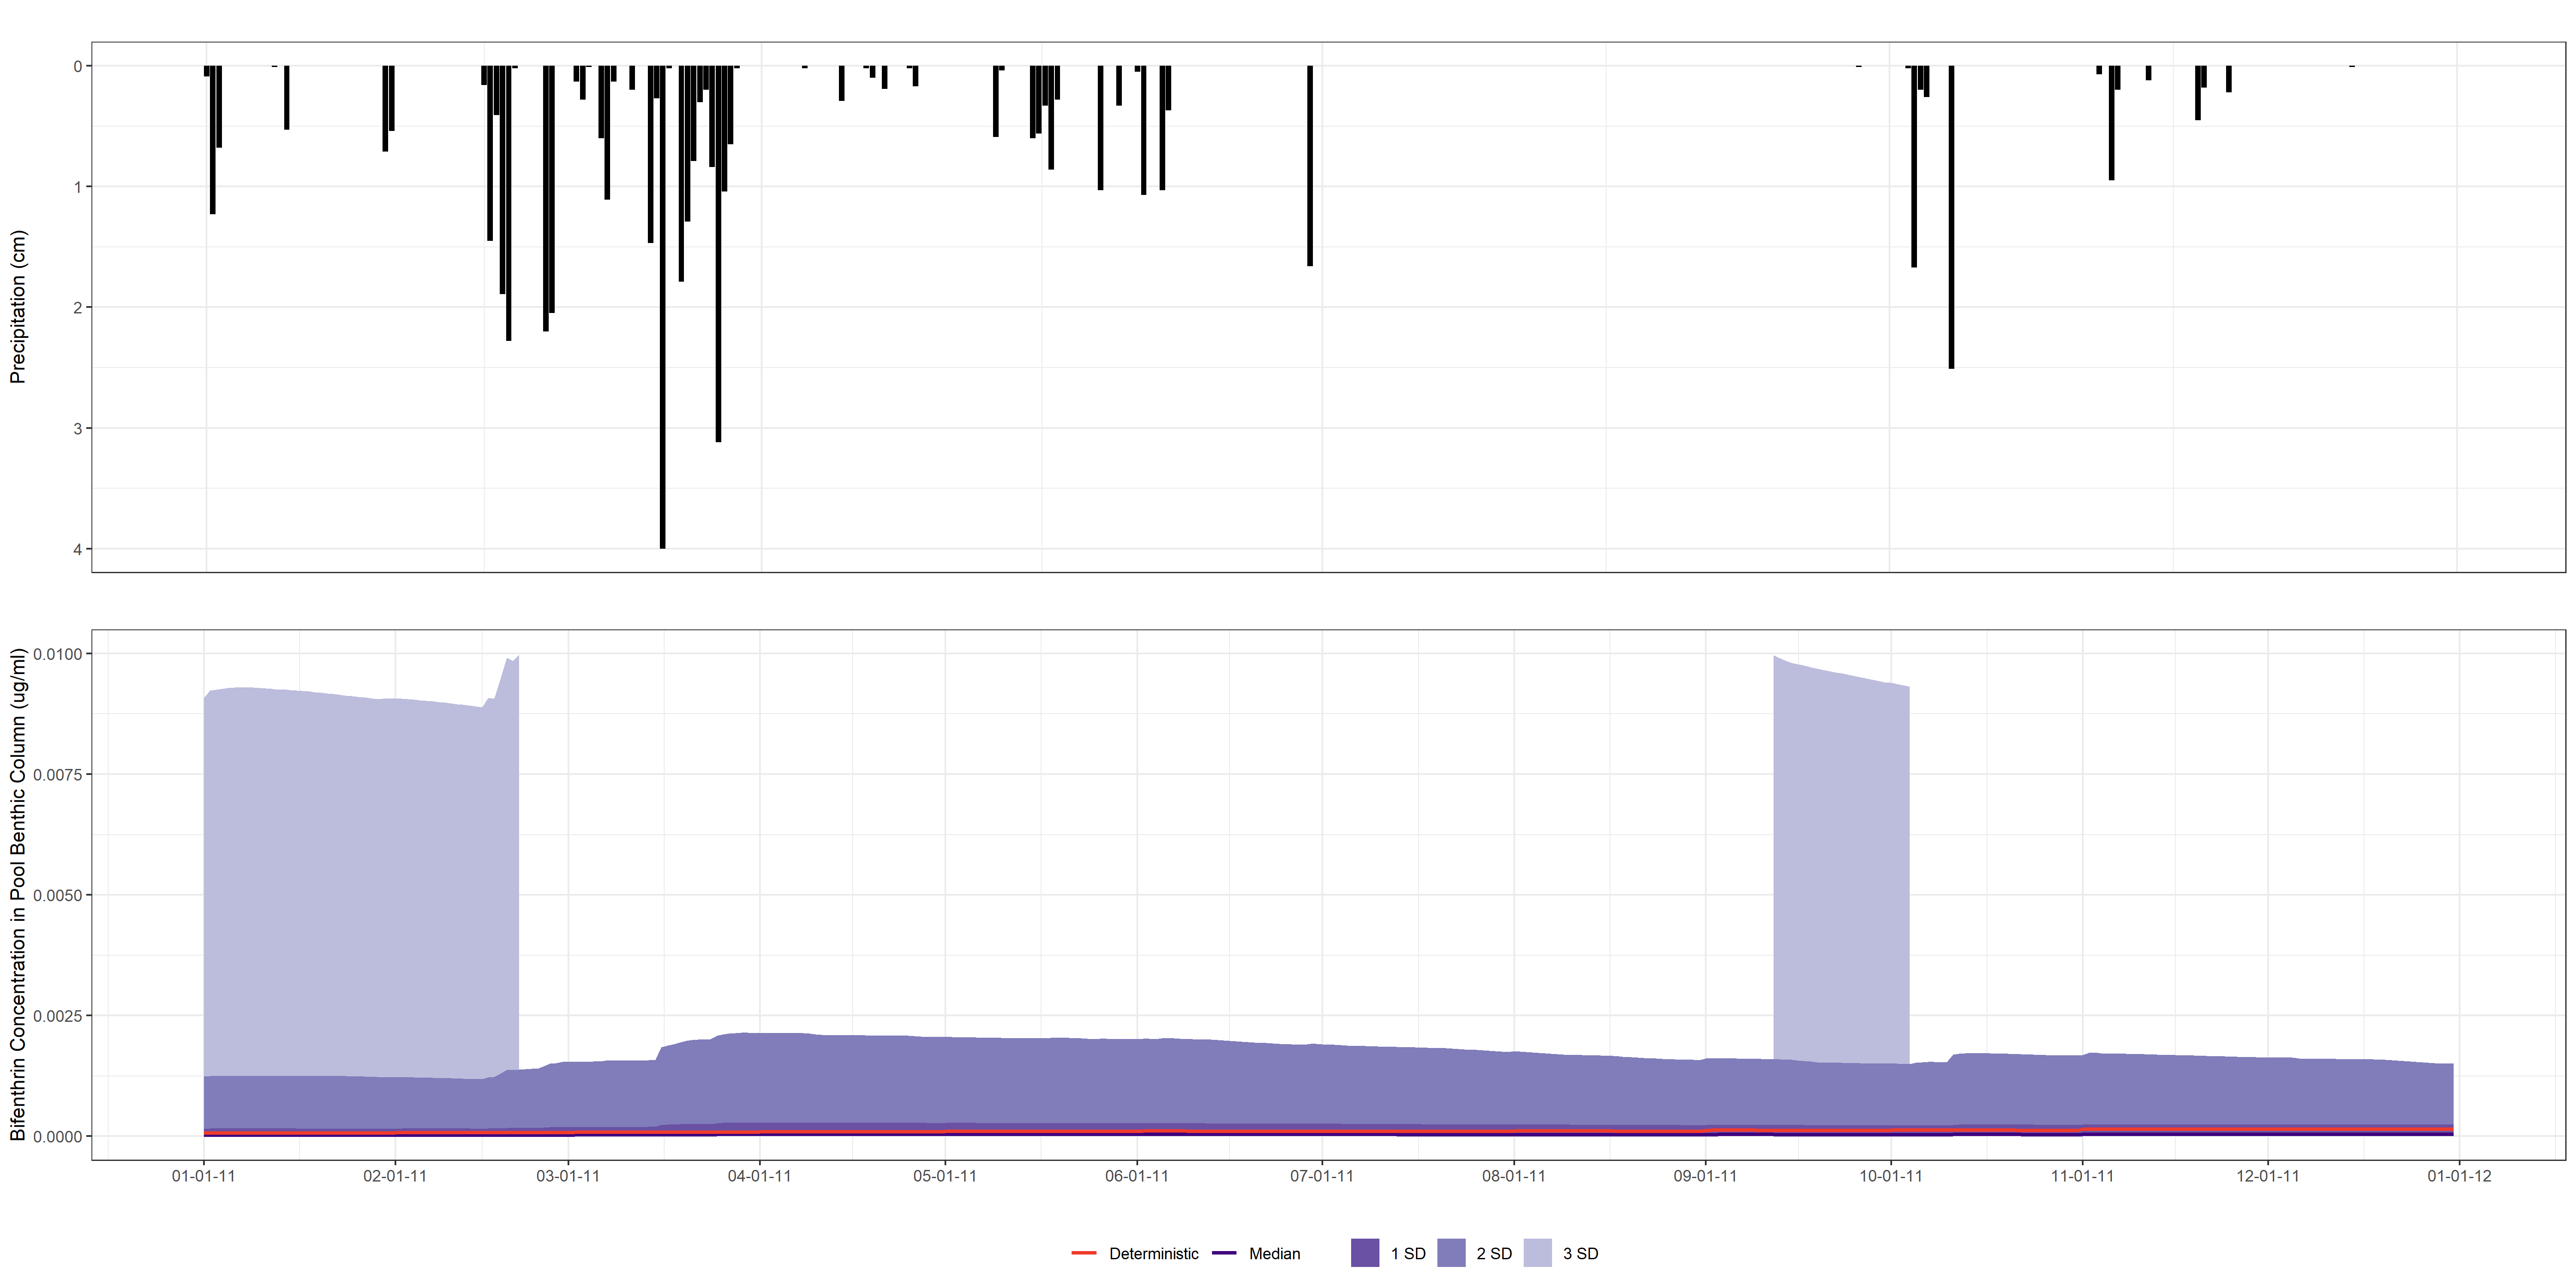 Precipitation (cm)
0
1
2
3
4
Bifenthrin Concentration in Pool Benthic Column (ug/ml)
0.0100
0.0075
0.0050
0.0025
0.0000
01-01-11 02-01-11 03-01-11 04-01-11 05-01-11 06-01-11 07-01-11 08-01-11 09-01-11 10-01-11 11-01-11 12-01-11 01-01-12
Deterministic Median 1 SD 2 SD 3 SD